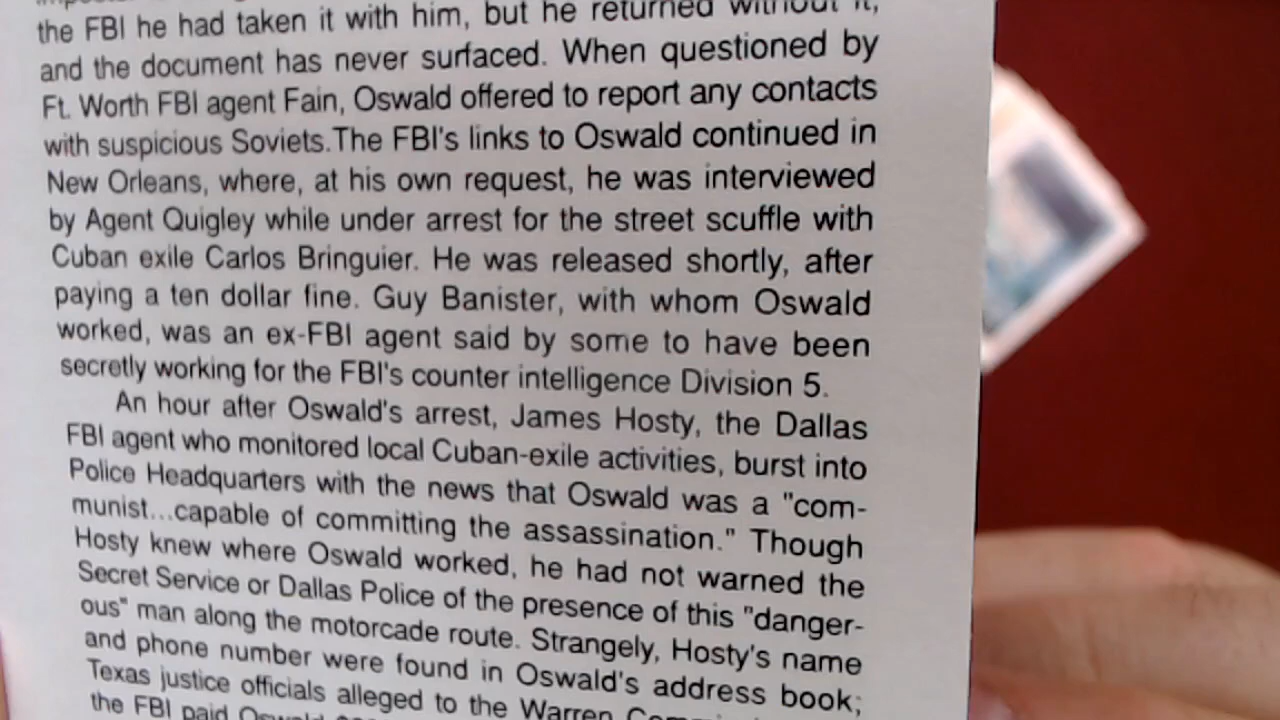 the FBI he had taken it with him, but he returned without it,
and the document has never surfaced. When questioned by
Ft. Worth FBI agent Fain, Oswald offered to report any contacts
with suspicious Soviets.The FBI's links to Oswald continued in
New Orleans, where, at his own request, he was interviewed
by Agent Quigley while under arrest for the street scuffle with
Cuban exile Carlos Bringuier. He was released shortly, after
paying a ten dollar fine. Guy Banister, with whom Oswald
worked, was an ex-FBI agent said by some to have been
secretly working for the FBI's counter intelligence Division 5.
An hour after Oswald's arrest, James Hosty, the Dallas
FBI agent who monitored local Cuban-exile activities, burst into
Police Headquarters with the news that Oswald was a "com-
munist...capable of committing the assassination." Though
Hosty knew where Oswald worked, he had not warned the
Secret Service or Dallas Police of the presence of this "danger-
ous" man along the motorcade route. Strangely, Hosty's name
and phone number were found in Oswald's address book;
Texas justice officials alleged to the Warren
the FBI paid